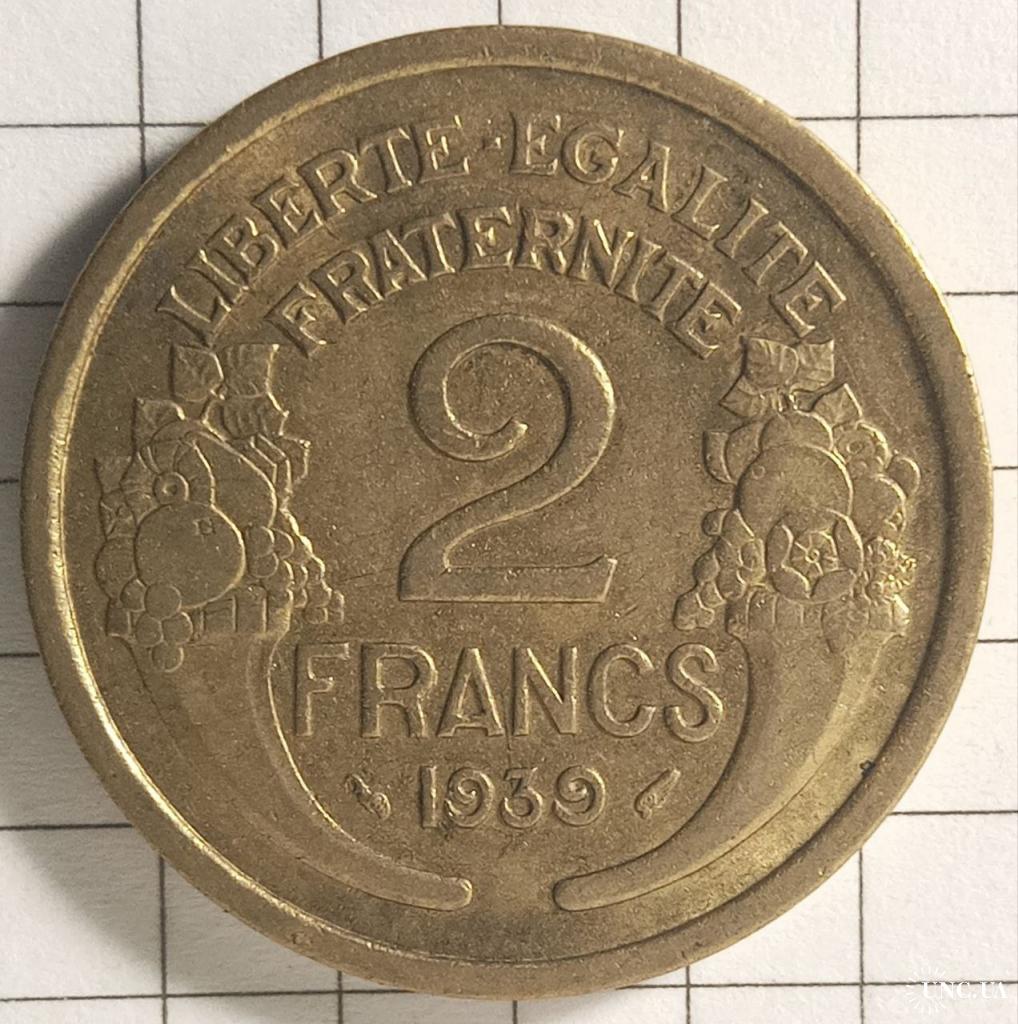 LIBERTE-EGALITE
FRATERNITE
2
FRANCS
1939
UNC.UA